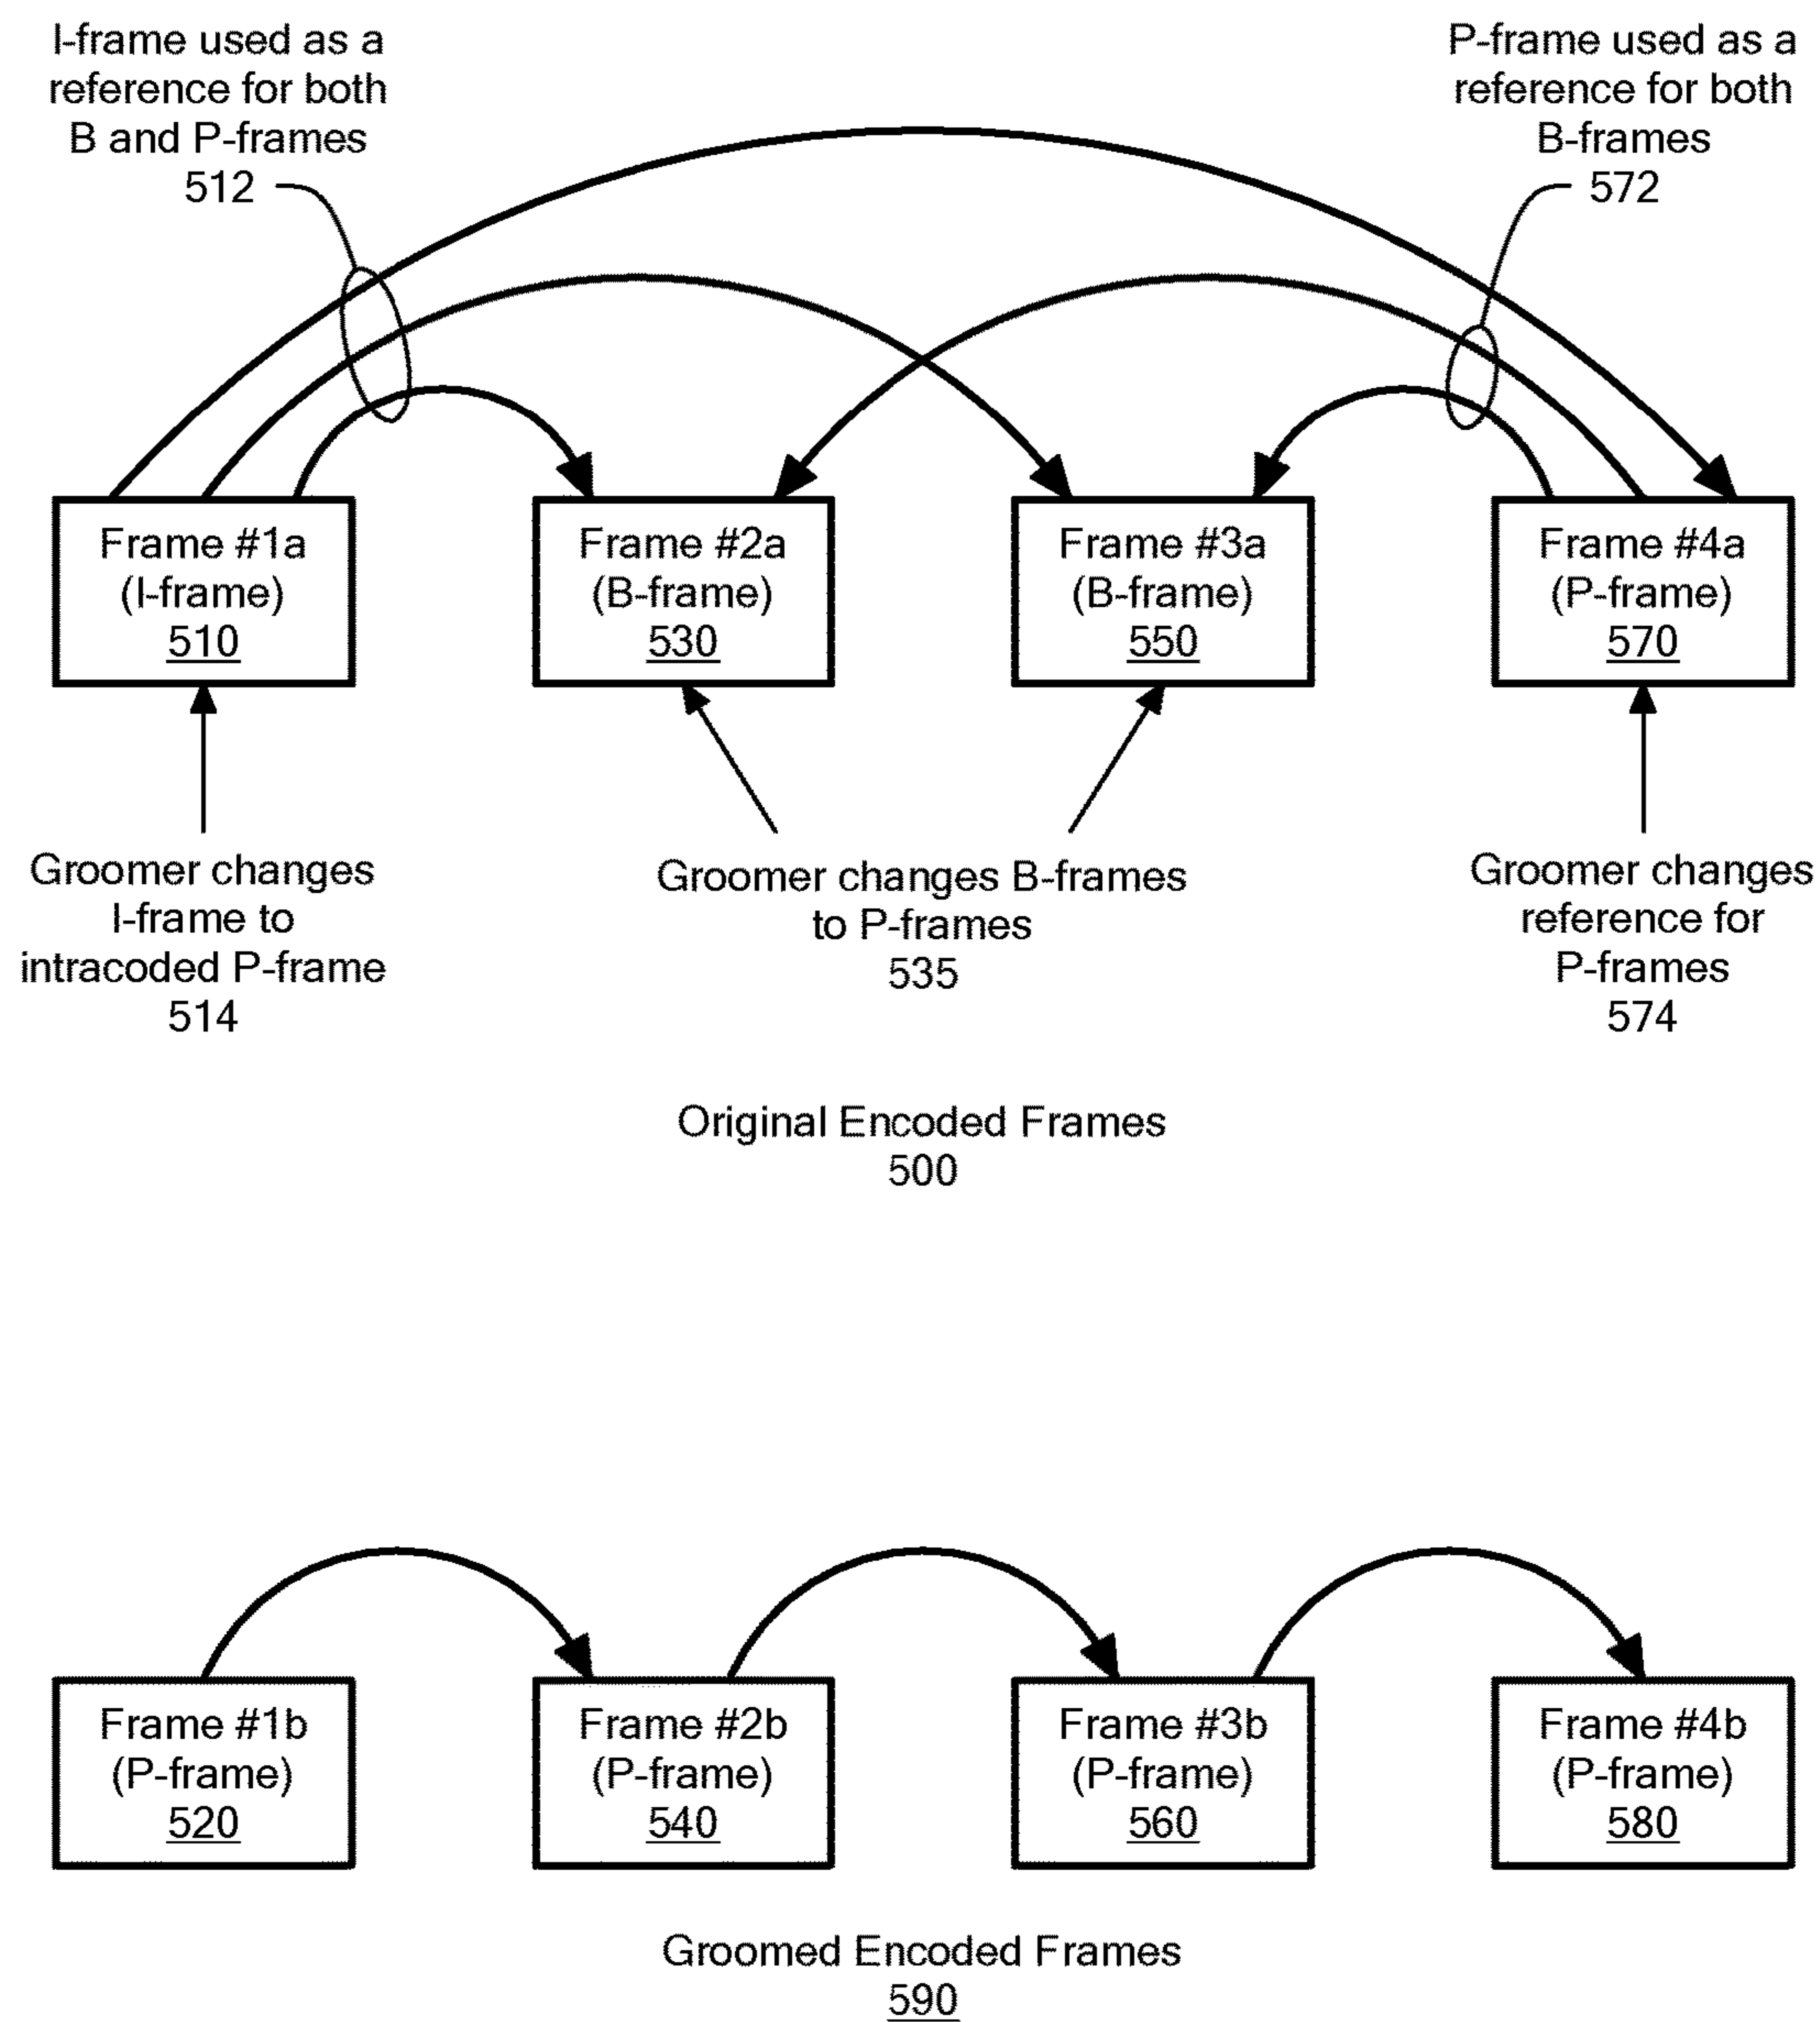 I-frame used as a
reference for both
B and P-frames
512
P-frame used as a
reference for both
B-frames
572
Frame #1a
(I-frame)
510
Frame #2a
(B-frame)
530
Frame #3a
(B-frame)
550
Frame #4a
(P-frame)
570
Groomer changes
I-frame to
intracoded P-frame
514
Groomer changes B-frames
to P-frames
535
Groomer changes
reference for
P-frames
574
Original Encoded Frames
500
Frame #1b
(P-frame)
520
Frame #2b
(P-frame)
540
Frame #3b
(P-frame)
560
Frame #4b
(P-frame)
580
Groomed Encoded Frames
590